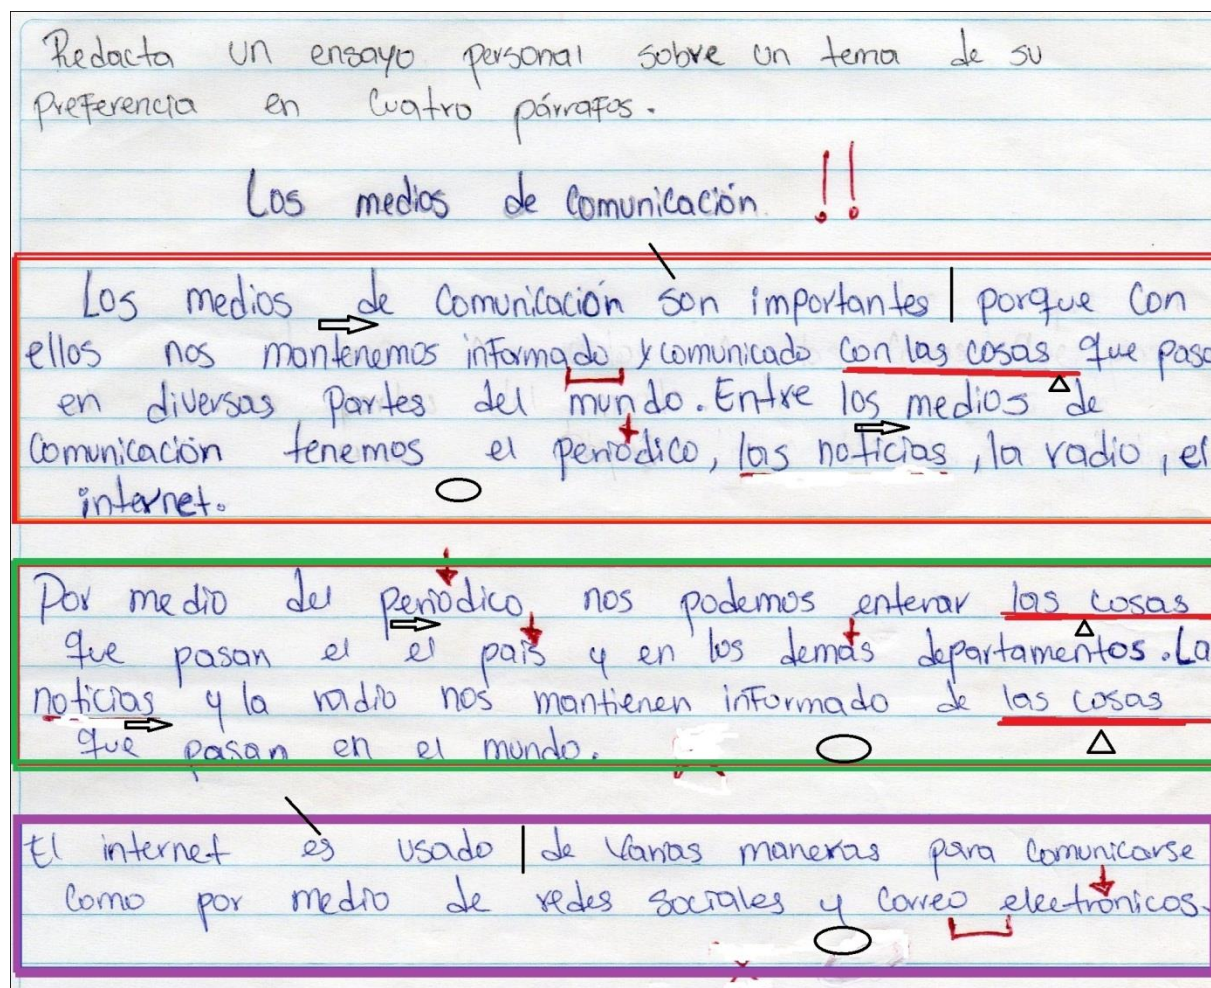 Redacta un ensayo personal sobre un tema de su
preferencia en cuatro párrafos.
Los medios de comunicación !!
Los medios de comunicación son importantes porque con
ellos nos mantenemos informado y comunicado con las cosas que pasa
en diversas partes del mundo. Entre los medios de
comunicación tenemos el periódico, las noticias, la radio, el
internet.
Por medio del periódico, nos podemos enterar las cosas
que pasan el el país y en los demás departamentos. La
noticias y la radio nos mantienen informado de las cosas
que pasan en el mundo.
El internet es usado de varias maneras para comunicarse
como por medio de redes sociales y correo electrónicos.